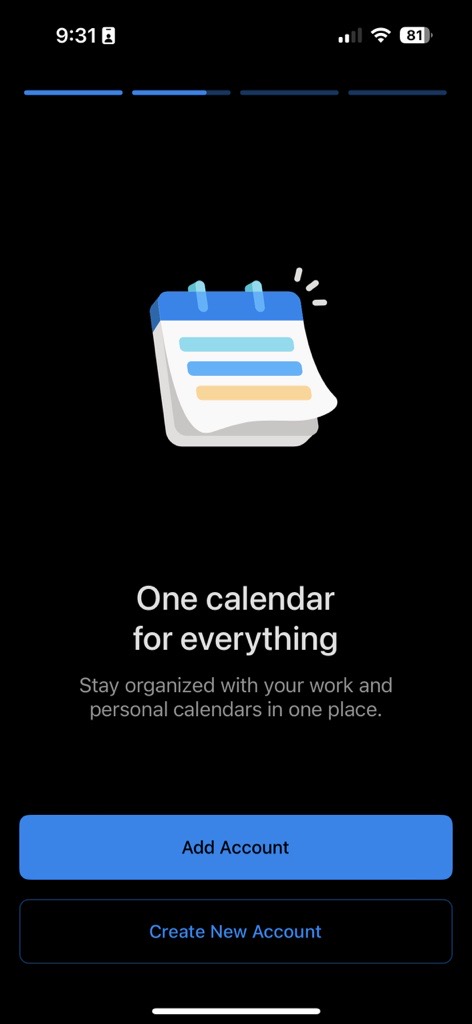 9:31
81
One calendar
for everything
Stay organized with your work and
personal calendars in one place.
Add Account
Create New Account